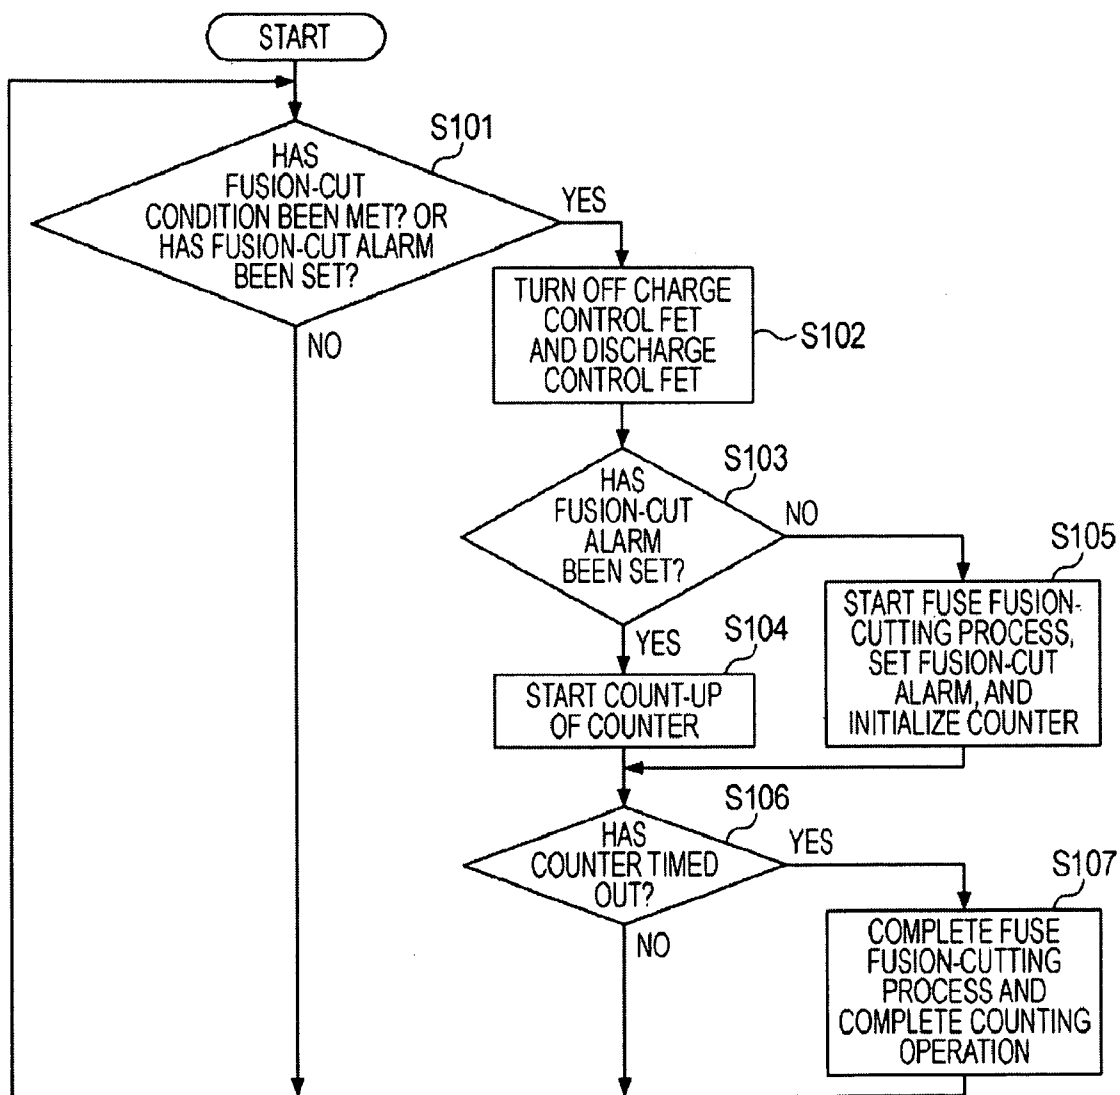 START
S101
HAS
FUSION-CUT
CONDITION BEEN MET? OR
HAS FUSION-CUT ALARM
BEEN SET?
YES
NO
TURN OFF CHARGE
CONTROL FET
AND DISCHARGE
CONTROL FET
S102
S103
HAS
FUSION-CUT
ALARM
BEEN SET?
NO
YES
S105
START FUSE FUSION-
CUTTING PROCESS,
SET FUSION-CUT
ALARM, AND
INITIALIZE COUNTER
S104
START COUNT-UP
OF COUNTER
S106
HAS
COUNTER TIMED
OUT?
YES
NO
S107
COMPLETE FUSE
FUSION-CUTTING
PROCESS AND
COMPLETE COUNTING
OPERATION